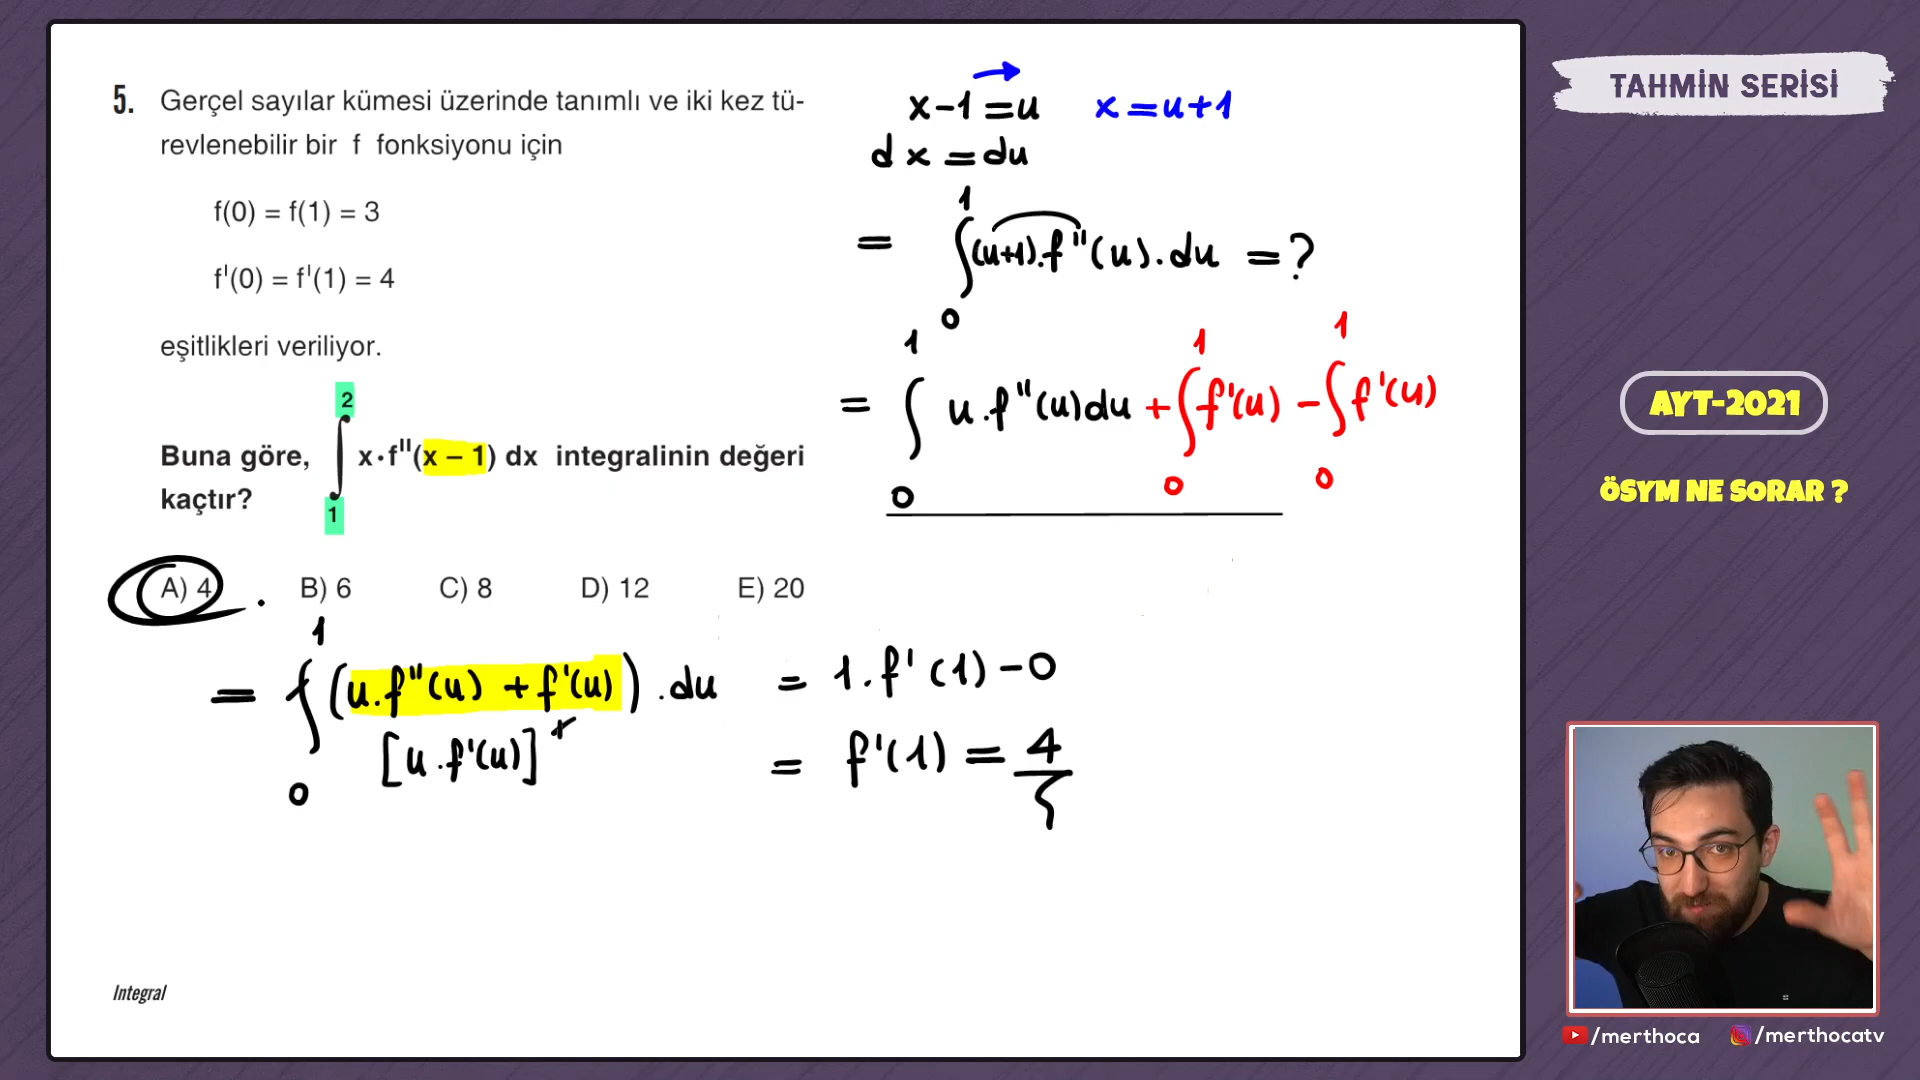 5. Gerçel sayılar kümesi üzerinde tanımlı ve iki kez tü-
revlenebilir bir f fonksiyonu için
f(0) = f(1) = 3
f'(0) = f'(1) = 4
eşitlikleri veriliyor.
2
Buna göre, ∫ x·f''(x – 1) dx integralinin değeri
kaçtır?
1
A) 4 . B) 6 C) 8 D) 12 E) 20
x-1=u x=u+1
dx=du
1
= ∫(u+1).f''(u).du =?
0
1 1 1
= ∫ u.f''(u)du + ∫f'(u) - ∫f'(u)
0 0 0
1
= ∫(u.f''(u) + f'(u)).du = 1.f'(1)-0
[u.f'(u)]' = f'(1) = 4
0
Integral
TAHMİN SERİSİ
AYT-2021
ÖSYM NE SORAR ?
/merthoca /merthocatv